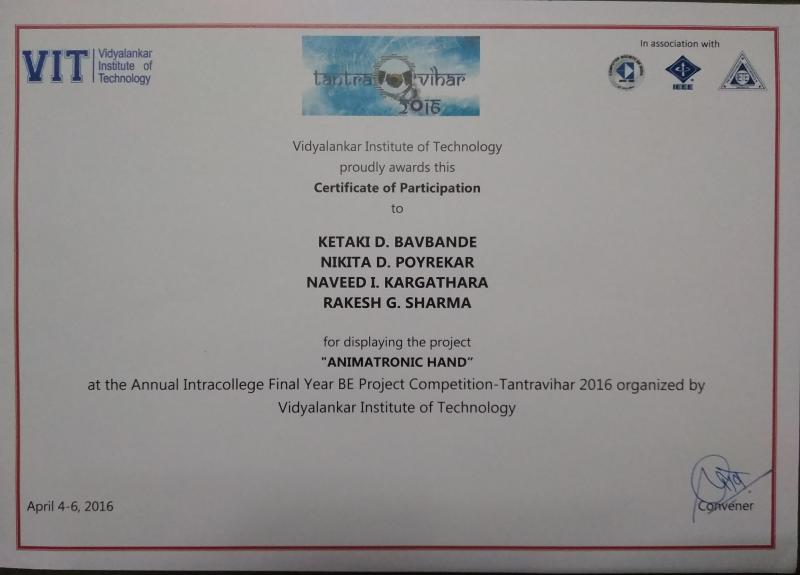 VIT
Vidyalankar
Institute of
Technology
tantra vihar
2016
In association with
IEEE
Vidyalankar Institute of Technology
proudly awards this
Certificate of Participation
to
KETAKI D. BAVBANDE
NIKITA D. POYREKAR
NAVEED I. KARGATHARA
RAKESH G. SHARMA
for displaying the project
"ANIMATRONIC HAND"
at the Annual Intracollege Final Year BE Project Competition-Tantravihar 2016 organized by
Vidyalankar Institute of Technology
April 4-6, 2016
Convener